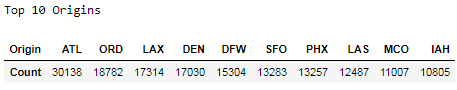 Top 10 Origins
Origin ATL ORD LAX DEN DFW SFO PHX LAS MCO IAH
Count 30138 18782 17314 17030 15304 13283 13257 12487 11007 10805